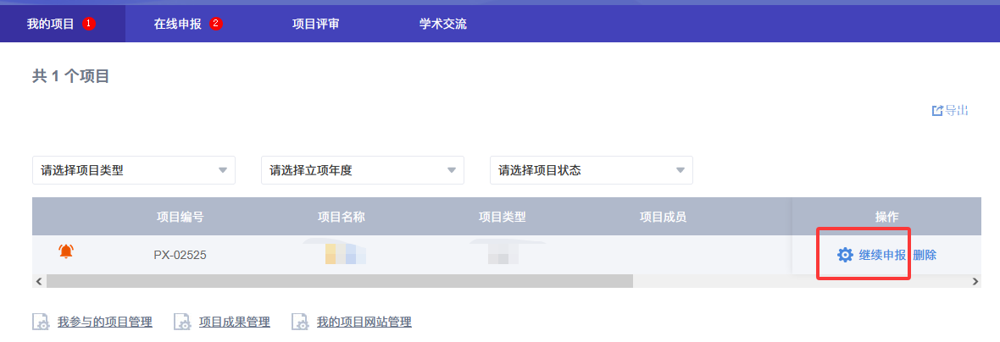 我的项目 1 在线申报 2 项目评审 学术交流
共 1 个项目
导出
请选择项目类型 请选择立项年度 请选择项目状态
项目编号 项目名称 项目类型 项目成员 操作
PX-02525 继续申报 删除
我参与的项目管理 项目成果管理 我的项目网站管理